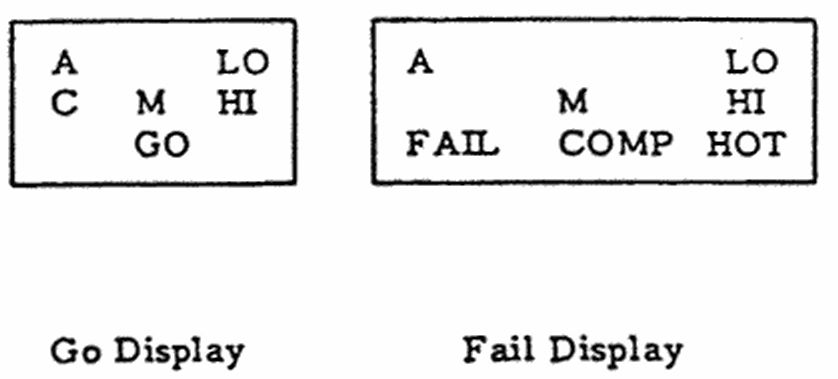 A LO
C M HI
GO
A LO
M HI
FAIL COMP HOT
Go Display
Fail Display